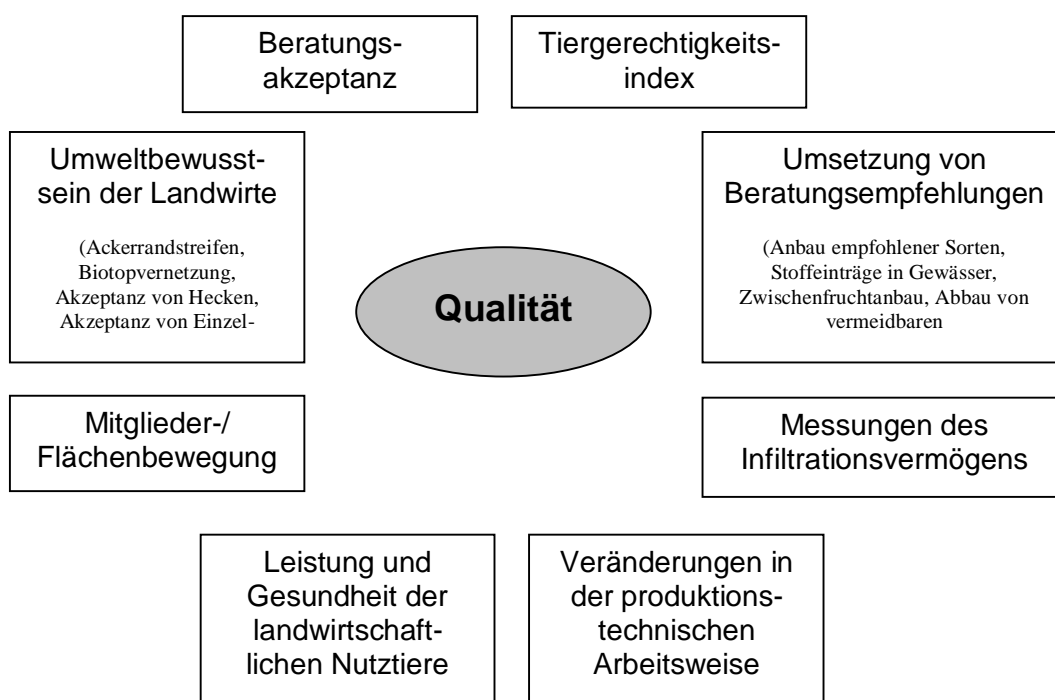 Beratungs-
akzeptanz
Tiergerechtigkeits-
index
Umweltbewusst-
sein der Landwirte
(Ackerrandstreifen,
Biotopvernetzung,
Akzeptanz von Hecken,
Akzeptanz von Einzel-
Umsetzung von
Beratungsempfehlungen
(Anbau empfohlener Sorten,
Stoffeinträge in Gewässer,
Zwischenfruchtanbau, Abbau von
vermeidbaren
Qualität
Mitglieder-/
Flächenbewegung
Messungen des
Infiltrationsvermögens
Leistung und
Gesundheit der
landwirtschaft-
lichen Nutztiere
Veränderungen in
der produktions-
technischen
Arbeitsweise